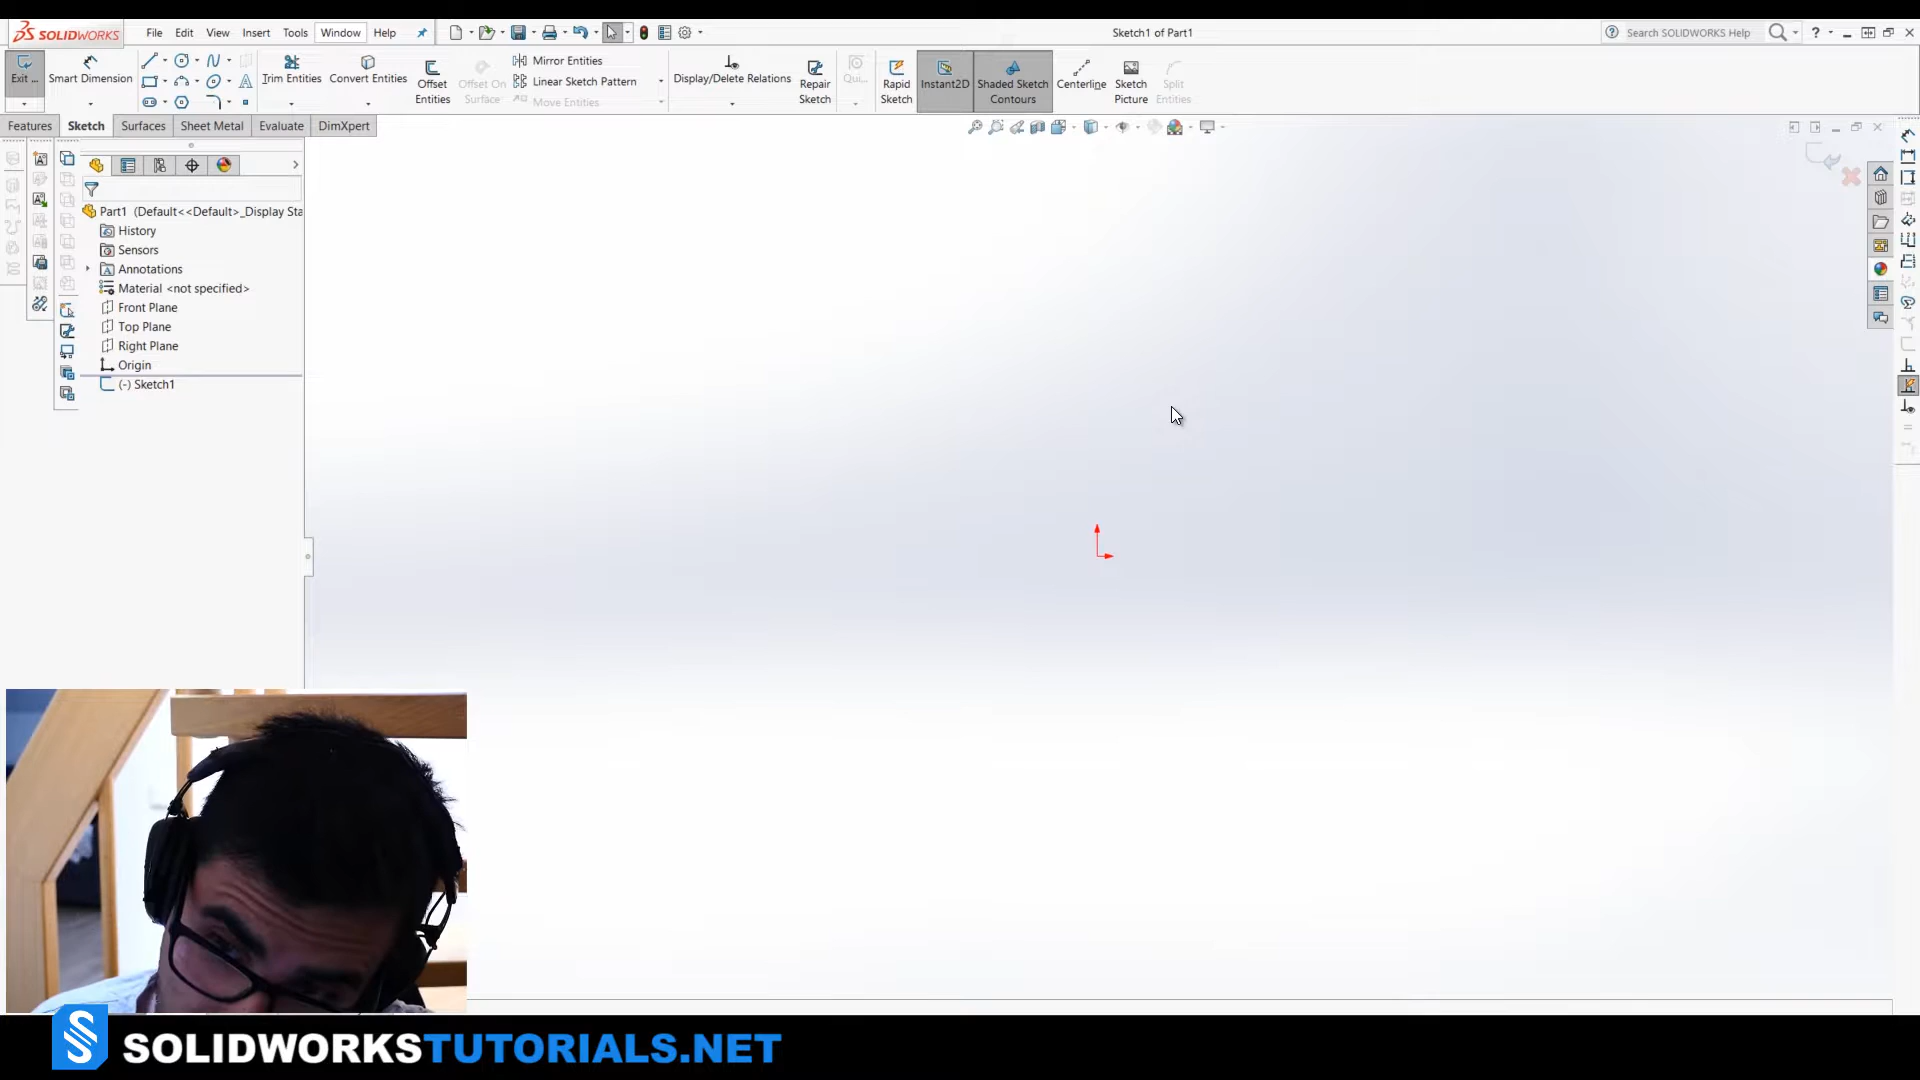 SOLIDWORKS
File Edit View Insert Tools Window Help
Sketch1 of Part1
Search SOLIDWORKS Help
Exit ...
Smart Dimension
Trim Entities
Convert Entities
Offset
Entities
Offset On
Surface
Mirror Entities
Linear Sketch Pattern
Move Entities
Display/Delete Relations
Repair
Sketch
Qui...
Rapid
Sketch
Instant2D
Shaded Sketch
Contours
Centerline
Sketch
Picture
Split
Entities
Features Sketch Surfaces Sheet Metal Evaluate DimXpert
Part1 (Default<<Default>_Display Sta
History
Sensors
Annotations
Material <not specified>
Front Plane
Top Plane
Right Plane
Origin
(-) Sketch1
SOLIDWORKSTUTORIALS.NET